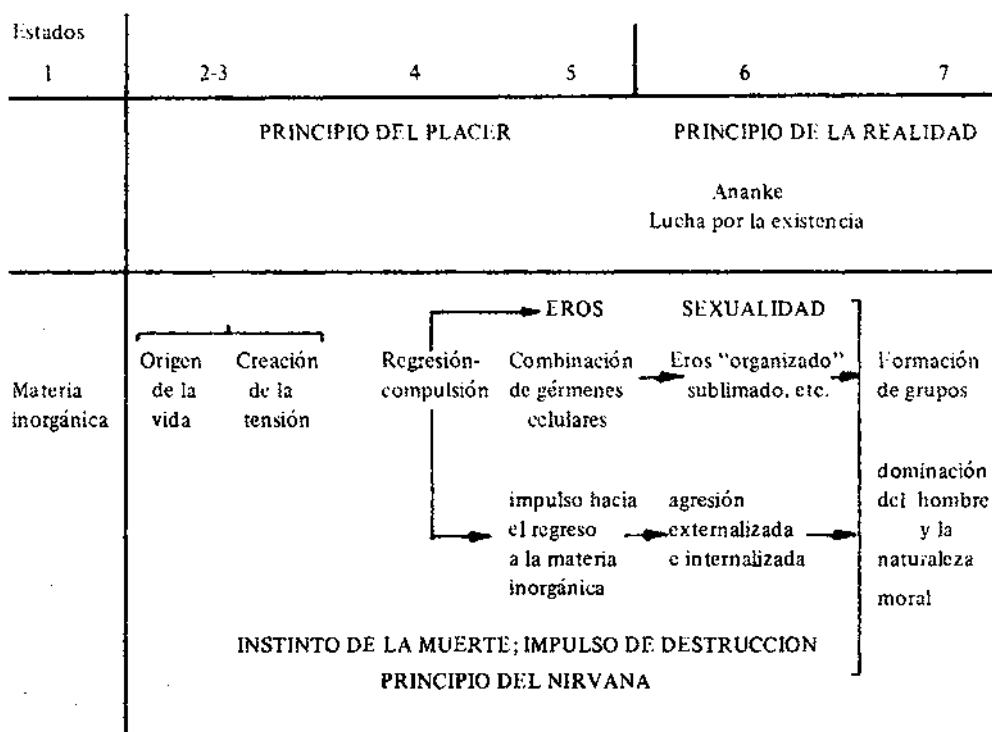 Estados
1 2-3 4 5 6 7
PRINCIPIO DEL PLACER PRINCIPIO DE LA REALIDAD
Ananke
Lucha por la existencia
EROS SEXUALIDAD
Origen Creación Regresión- Combinación Eros "organizado" Formación
Materia de la de la compulsión de gérmenes sublimado, etc. de grupos
inorgánica vida tensión celulares
dominación
impulso hacia agresión del hombre
el regreso externalizada y la
a la materia e internalizada naturaleza
inorgánica moral
INSTINTO DE LA MUERTE; IMPULSO DE DESTRUCCION
PRINCIPIO DEL NIRVANA